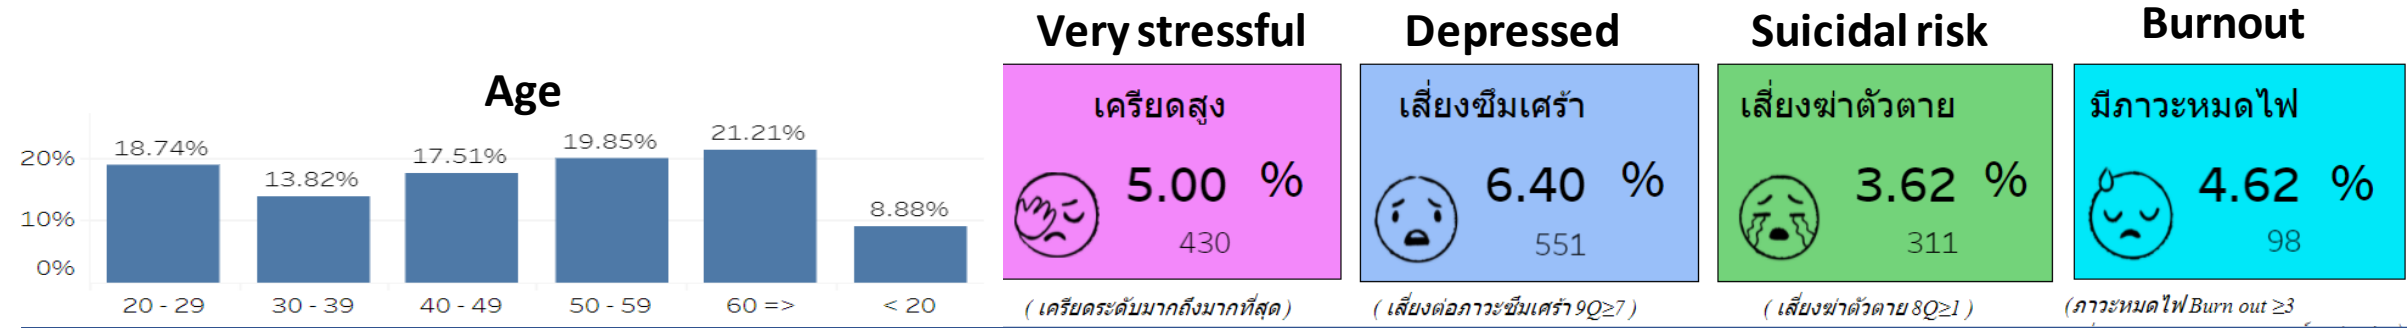 Age
18.74%
13.82%
17.51%
19.85%
21.21%
8.88%
20%
10%
0%
20 - 29
30 - 39
40 - 49
50 - 59
60 =>
< 20
Very stressful
เครียดสูง
5.00 %
430
( เครียดระดับมากถึงมากที่สุด )
Depressed
เสี่ยงซึมเศร้า
6.40 %
551
( เสี่ยงต่อภาวะซึมเศร้า 9Q≥7 )
Suicidal risk
เสี่ยงฆ่าตัวตาย
3.62 %
311
( เสี่ยงฆ่าตัวตาย 8Q≥1 )
Burnout
มีภาวะหมดไฟ
4.62 %
98
(ภาวะหมดไฟ Burn out ≥3